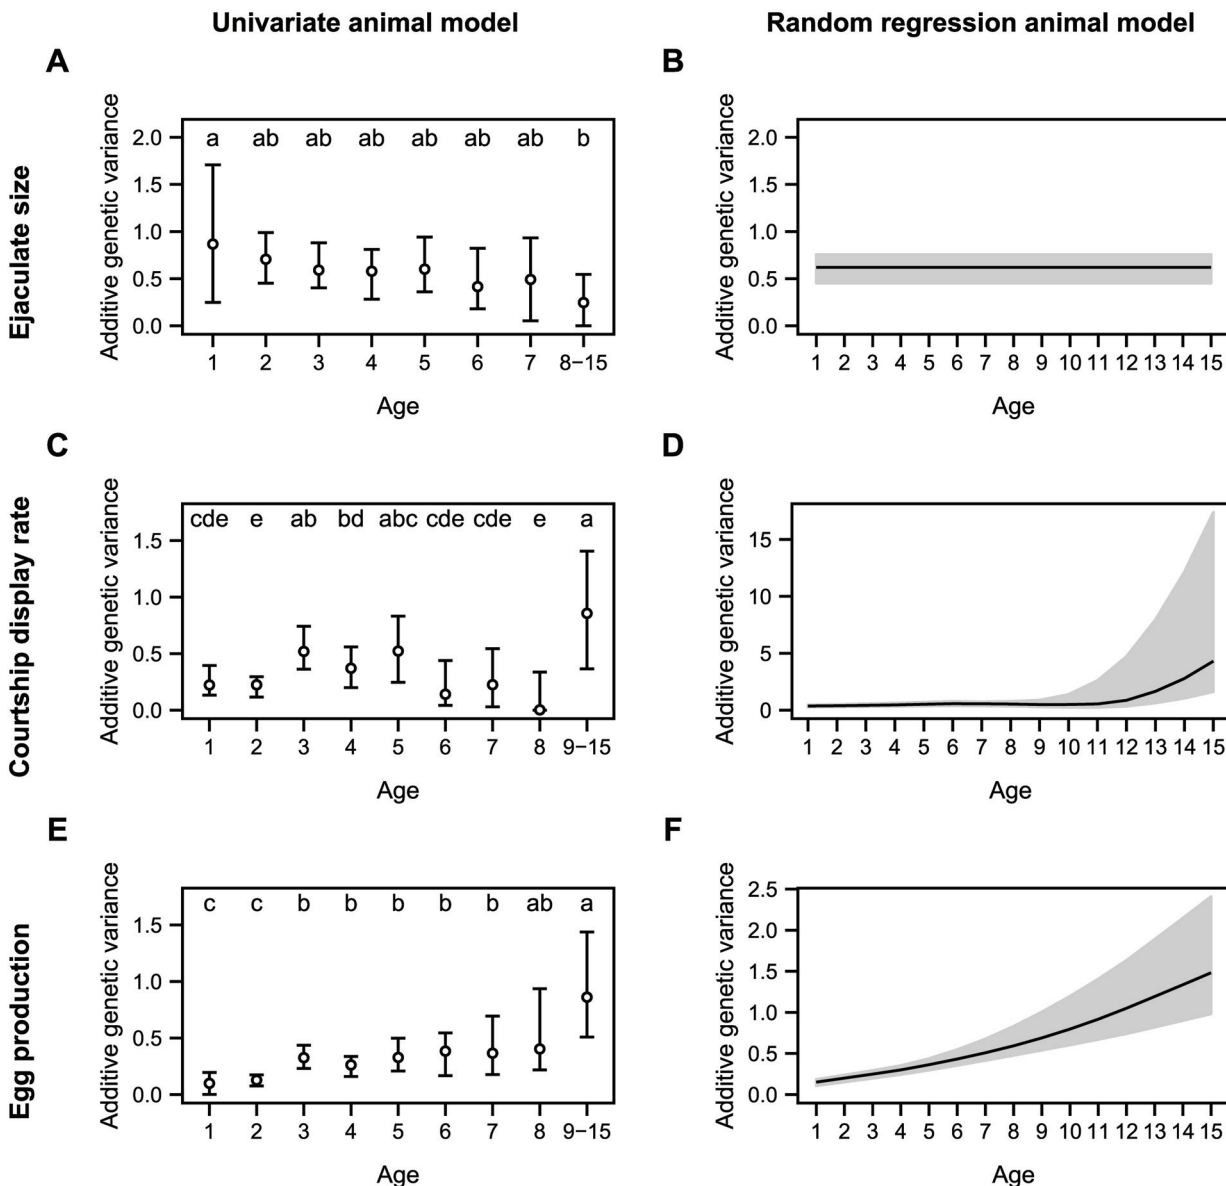 Univariate animal model
Random regression animal model
A
B
Ejaculate size
Additive genetic variance
2.0
1.5
1.0
0.5
0.0
a ab ab ab ab ab ab b
1 2 3 4 5 6 7 8−15
Age
Additive genetic variance
2.0
1.5
1.0
0.5
0.0
1 2 3 4 5 6 7 8 9 10 11 12 13 14 15
Age
C
D
Courtship display rate
Additive genetic variance
1.5
1.0
0.5
0.0
cde e ab bd abc cde cde e a
1 2 3 4 5 6 7 8 9−15
Age
Additive genetic variance
15
10
5
0
1 2 3 4 5 6 7 8 9 10 11 12 13 14 15
Age
E
F
Egg production
Additive genetic variance
1.5
1.0
0.5
0.0
c c b b b b b ab a
1 2 3 4 5 6 7 8 9−15
Age
Additive genetic variance
2.5
2.0
1.5
1.0
0.5
0.0
1 2 3 4 5 6 7 8 9 10 11 12 13 14 15
Age